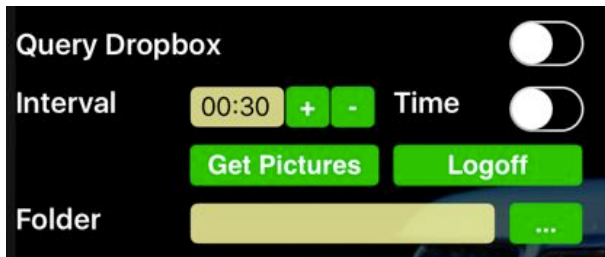 Query Dropbox
Interval 00:30 + - Time
Get Pictures Logoff
Folder ...